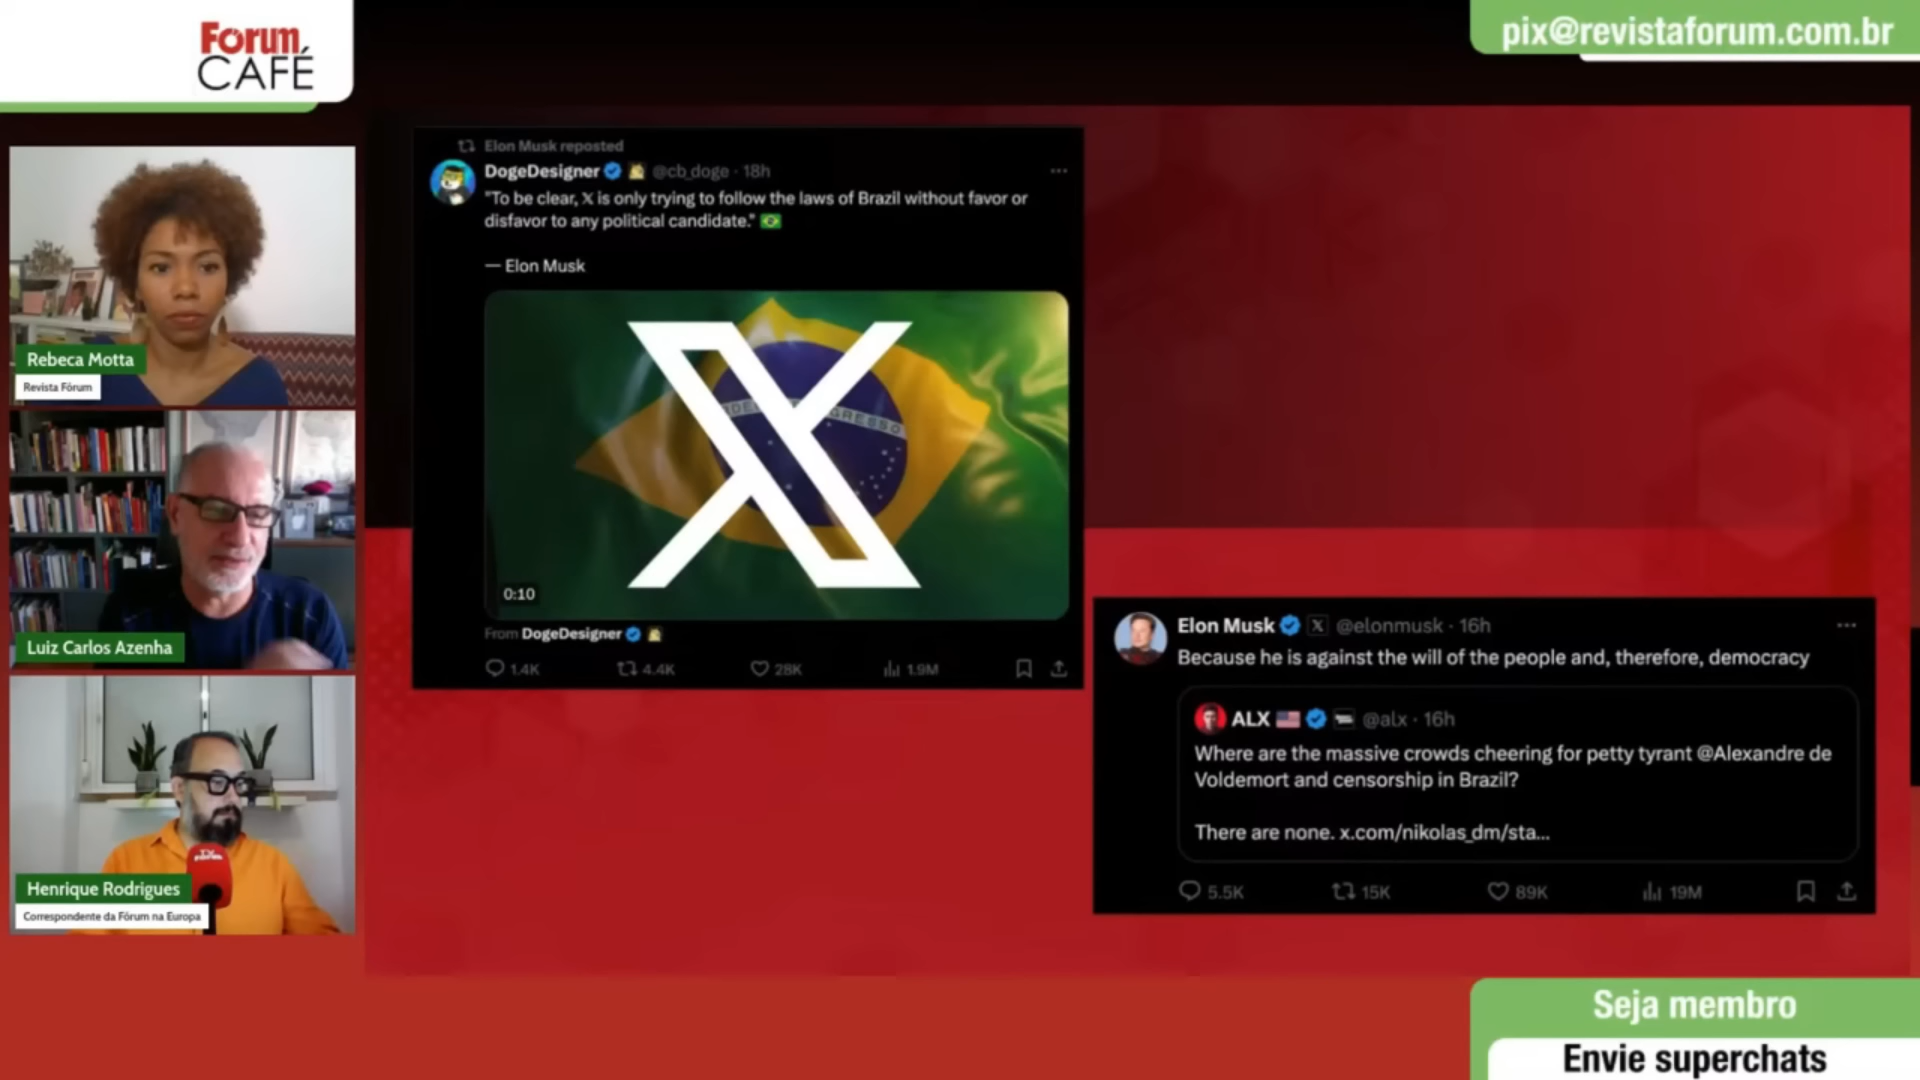 Forum
CAFÉ
pix@revistaforum.com.br
Rebeca Motta
Revista Fórum
Luiz Carlos Azenha
TV
Forum
Henrique Rodrigues
Correspondente da Fórum na Europa
Elon Musk reposted
DogeDesigner @cb_doge · 18h
"To be clear, 𝕏 is only trying to follow the laws of Brazil without favor or
disfavor to any political candidate." 🇧🇷
— Elon Musk
0:10
From DogeDesigner
1.4K 4.4K 28K 1.9M
Elon Musk X @elonmusk · 16h
Because he is against the will of the people and, therefore, democracy
ALX 🇺🇸 @alx · 16h
Where are the massive crowds cheering for petty tyrant @Alexandre de
Voldemort and censorship in Brazil?
There are none. x.com/nikolas_dm/sta...
5.5K 15K 89K 19M
Seja membro
Envie superchats